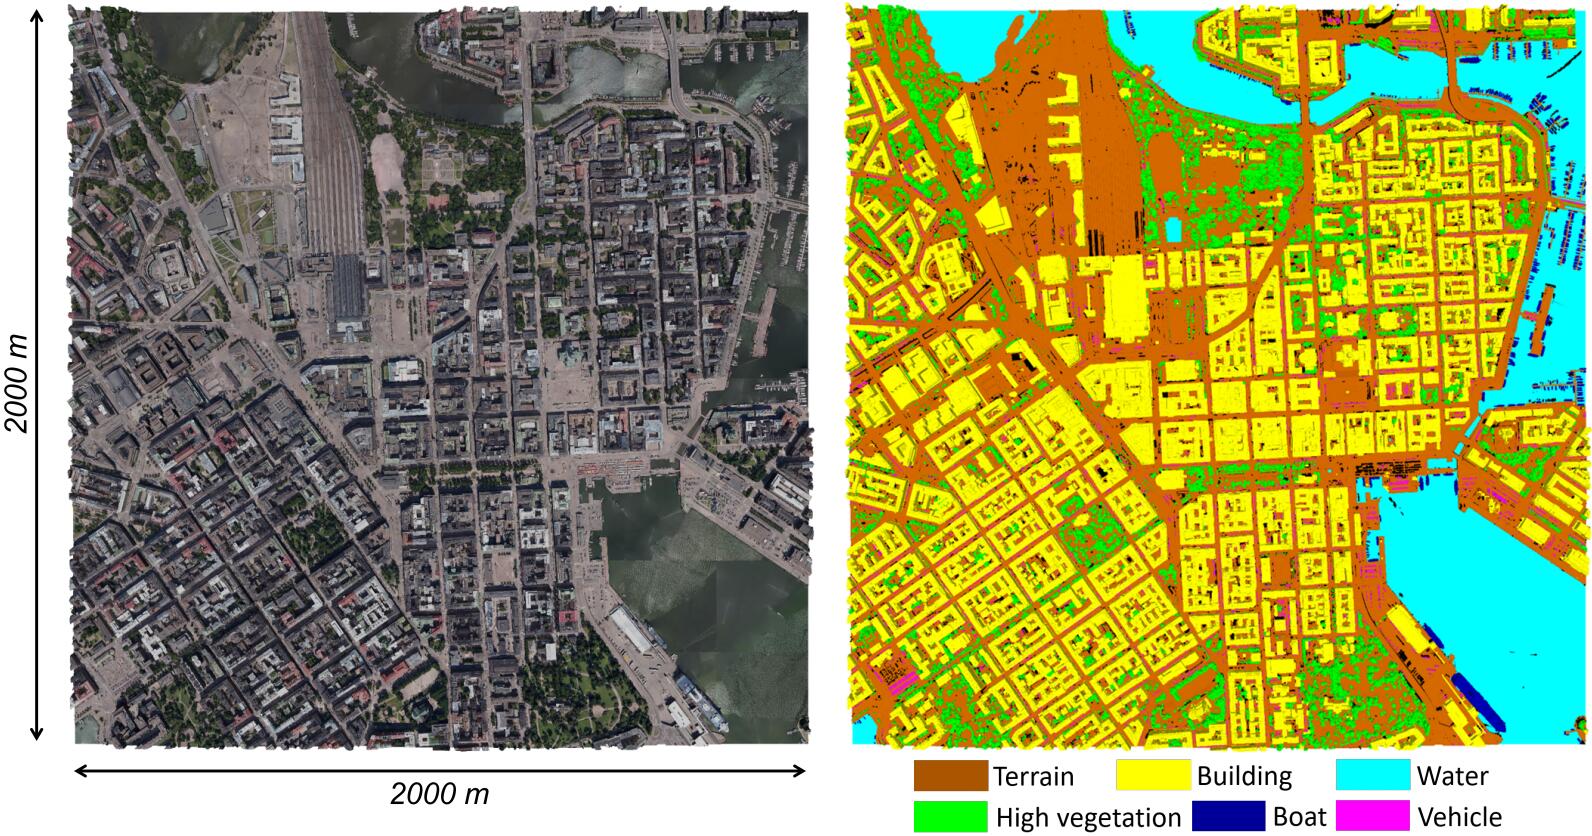 2000 m
2000 m
Terrain
Building
Water
High vegetation
Boat
Vehicle